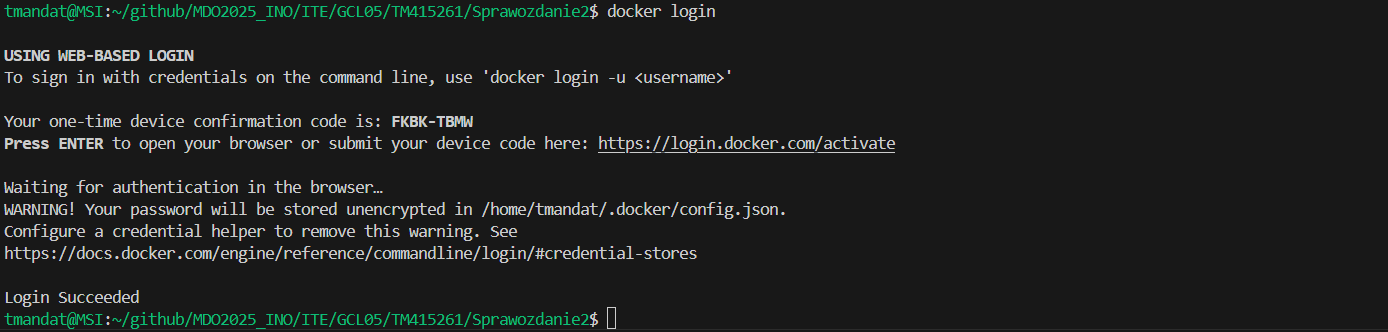 tmandat@MSI:~/github/MDO2025_INO/ITE/GCL05/TM415261/Sprawozdanie2$ docker login
USING WEB-BASED LOGIN
To sign in with credentials on the command line, use 'docker login -u <username>'
Your one-time device confirmation code is: FKBK-TBMW
Press ENTER to open your browser or submit your device code here: https://login.docker.com/activate
Waiting for authentication in the browser…
WARNING! Your password will be stored unencrypted in /home/tmandat/.docker/config.json.
Configure a credential helper to remove this warning. See
https://docs.docker.com/engine/reference/commandline/login/#credential-stores
Login Succeeded
tmandat@MSI:~/github/MDO2025_INO/ITE/GCL05/TM415261/Sprawozdanie2$